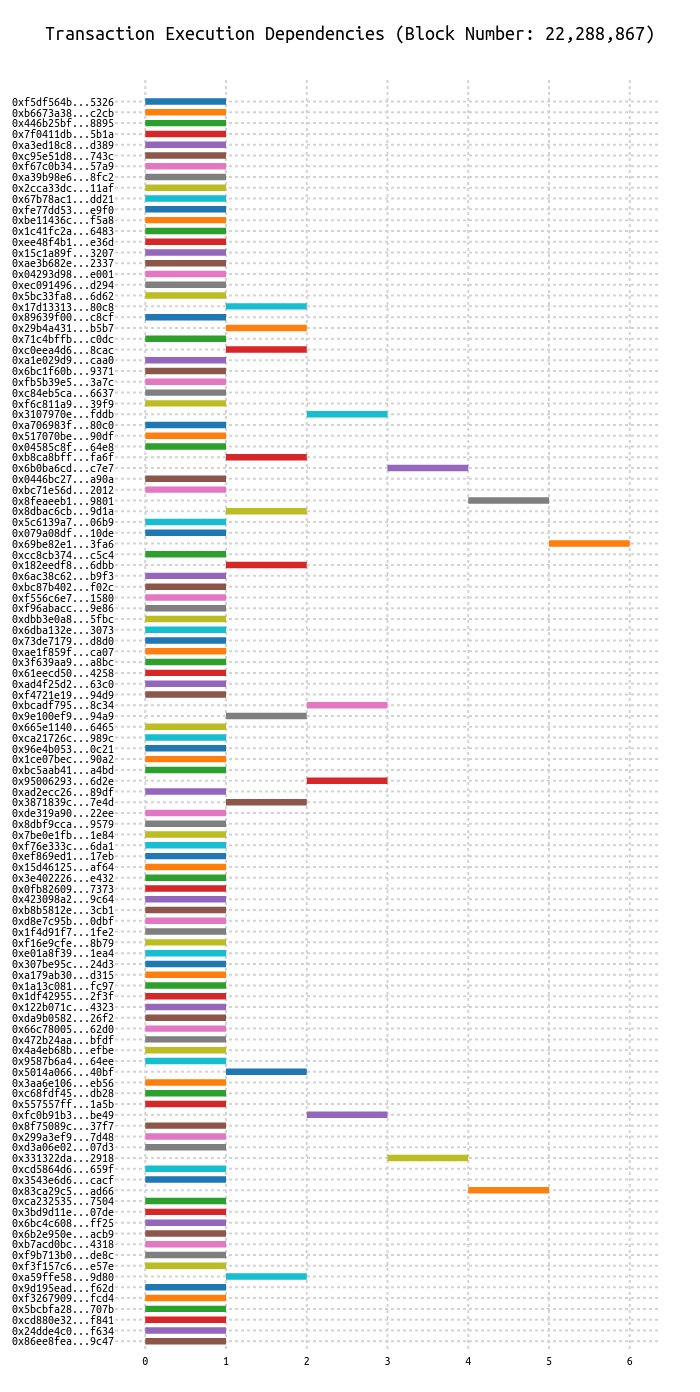 Transaction Execution Dependencies (Block Number: 22,288,867)
0xf5df564b...5326
0xb6673a38...c2cb
0x446b25bf...8895
0x7f0411db...5b1a
0xa3ed18c8...d389
0xc95e51d8...743c
0xf67c0b34...57a9
0xa39b98e6...8fc2
0x2cca33dc...11af
0x67b78ac1...dd21
0xfe77dd53...e9f0
0xbe11436c...f5a8
0x1c41fc2a...6483
0xee48f4b1...e36d
0x15c1a89f...3207
0xae3b682e...2337
0x04293d98...e001
0xec091496...d294
0x5bc33fa8...6d62
0x17d13313...80c8
0x89639f00...c8cf
0x29b4a431...b5b7
0x71c4bffb...c0dc
0xc0eea4d6...8cac
0xa1e029d9...caa0
0x6bc1f60b...9371
0xfb5b39e5...3a7c
0xc84eb5ca...6637
0xf6c811a9...39f9
0x3107970e...fddb
0xa706983f...80c0
0x517070be...90df
0x04585c8f...64e8
0xb8ca8bff...fa6f
0x6b0ba6cd...c7e7
0x0446bc27...a90a
0xbc71e56d...2012
0x8feaeeb1...9801
0x8dbac6cb...9d1a
0x5c6139a7...06b9
0x079a08df...10de
0x69be82e1...3fa6
0xcc8cb374...c5c4
0x182eedf8...6dbb
0x6ac38c62...b9f3
0xbc87b402...f02c
0xf556c6e7...1580
0xf96abacc...9e86
0xdbb3e0a8...5fbc
0x6dba132e...3073
0x73de7179...d8d0
0xae1f859f...ca07
0x3f639aa9...a8bc
0x61eecd50...4258
0xad4f25d2...63c0
0xf4721e19...94d9
0xbcadf795...8c34
0x9e100ef9...94a9
0x665e1140...6465
0xca21726c...989c
0x96e4b053...0c21
0x1ce07bec...90a2
0xbc5aab41...a4bd
0x95006293...6d2e
0xad2ecc26...89df
0x3871839c...7e4d
0xde319a90...22ee
0x8dbf9cca...9579
0x7be0e1fb...1e84
0xf76e333c...6da1
0xef869ed1...17eb
0x15d46125...af64
0x3e402226...e432
0x0fb82609...7373
0x423098a2...9c64
0xb8b5812e...3cb1
0xd8e7c95b...0dbf
0x1f4d91f7...1fe2
0xf16e9cfe...8b79
0xe01a8f39...1ea4
0x307be95c...24d3
0xa179ab30...d315
0x1a13c081...fc97
0x1df42955...2f3f
0x122b071c...4323
0xda9b0582...26f2
0x66c78005...62d0
0x472b24aa...bfdf
0x4a4eb68b...efbe
0x9587b6a4...64ee
0x5014a066...40bf
0x3aa6e106...eb56
0xc68fdf45...db28
0x557557ff...1a5b
0xfc0b91b3...be49
0x8f75089c...37f7
0x299a3ef9...7d48
0xd3a06e02...07d3
0x331322da...2918
0xcd5864d6...659f
0x3543e6d6...cacf
0x83ca29c5...ad66
0xca232535...7504
0x3bd9d11e...07de
0x6bc4c608...ff25
0x6b2e950e...acb9
0xb7acd0bc...4318
0xf9b713b0...de8c
0xf3f157c6...e57e
0xa59ffe58...9d80
0x9d195ead...f62d
0xf3267909...fcd4
0x5bcbfa28...707b
0xcd880e32...f841
0x24dde4c0...f634
0x86ee8fea...9c47
0 1 2 3 4 5 6